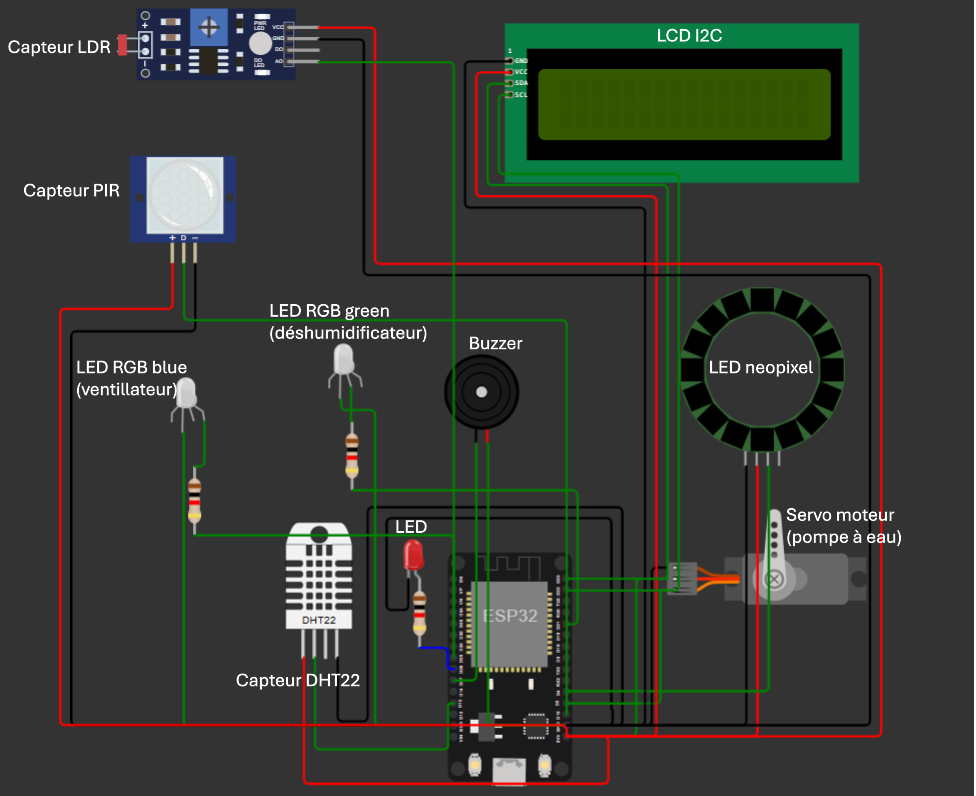 LCD I2C
Capteur LDR
+
−
PWR
LED
DO
LED
VCC
GND
DO
AO
1
GND
VCC
SDA
SCL
Capteur PIR
+ D −
LED RGB green
(déshumidificateur)
Buzzer
LED RGB blue
(ventillateur)
LED neopixel
LED
Servo moteur
(pompe à eau)
ESP32
DHT22
Capteur DHT22